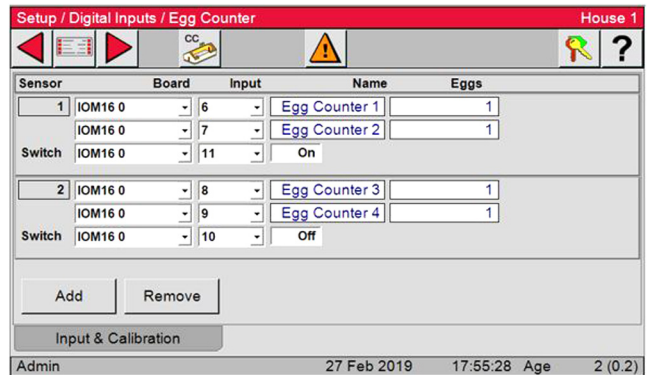 Setup / Digital Inputs / Egg Counter House 1
CC
?
Sensor Board Input Name Eggs
1 IOM16 0 6 Egg Counter 1 1
IOM16 0 7 Egg Counter 2 1
Switch IOM16 0 11 On
2 IOM16 0 8 Egg Counter 3 1
IOM16 0 9 Egg Counter 4 1
Switch IOM16 0 10 Off
Add Remove
Input & Calibration
Admin 27 Feb 2019 17:55:28 Age 2 (0.2)